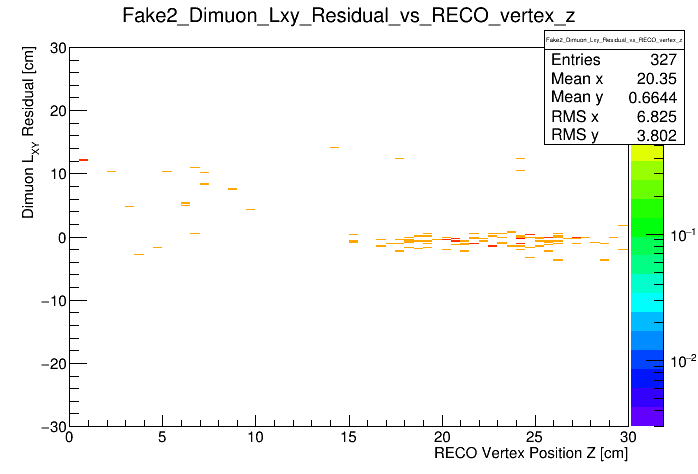 Fake2_Dimuon_Lxy_Residual_vs_RECO_vertex_z
Fake2_Dimuon_Lxy_Residual_vs_RECO_vertex_z
Entries 327
Mean x 20.35
Mean y 0.6644
RMS x 6.825
RMS y 3.802
Dimuon L_XY Residual [cm]
30
20
10
0
−10
−20
−30
0 5 10 15 20 25 30
RECO Vertex Position Z [cm]
10⁻¹
10⁻²